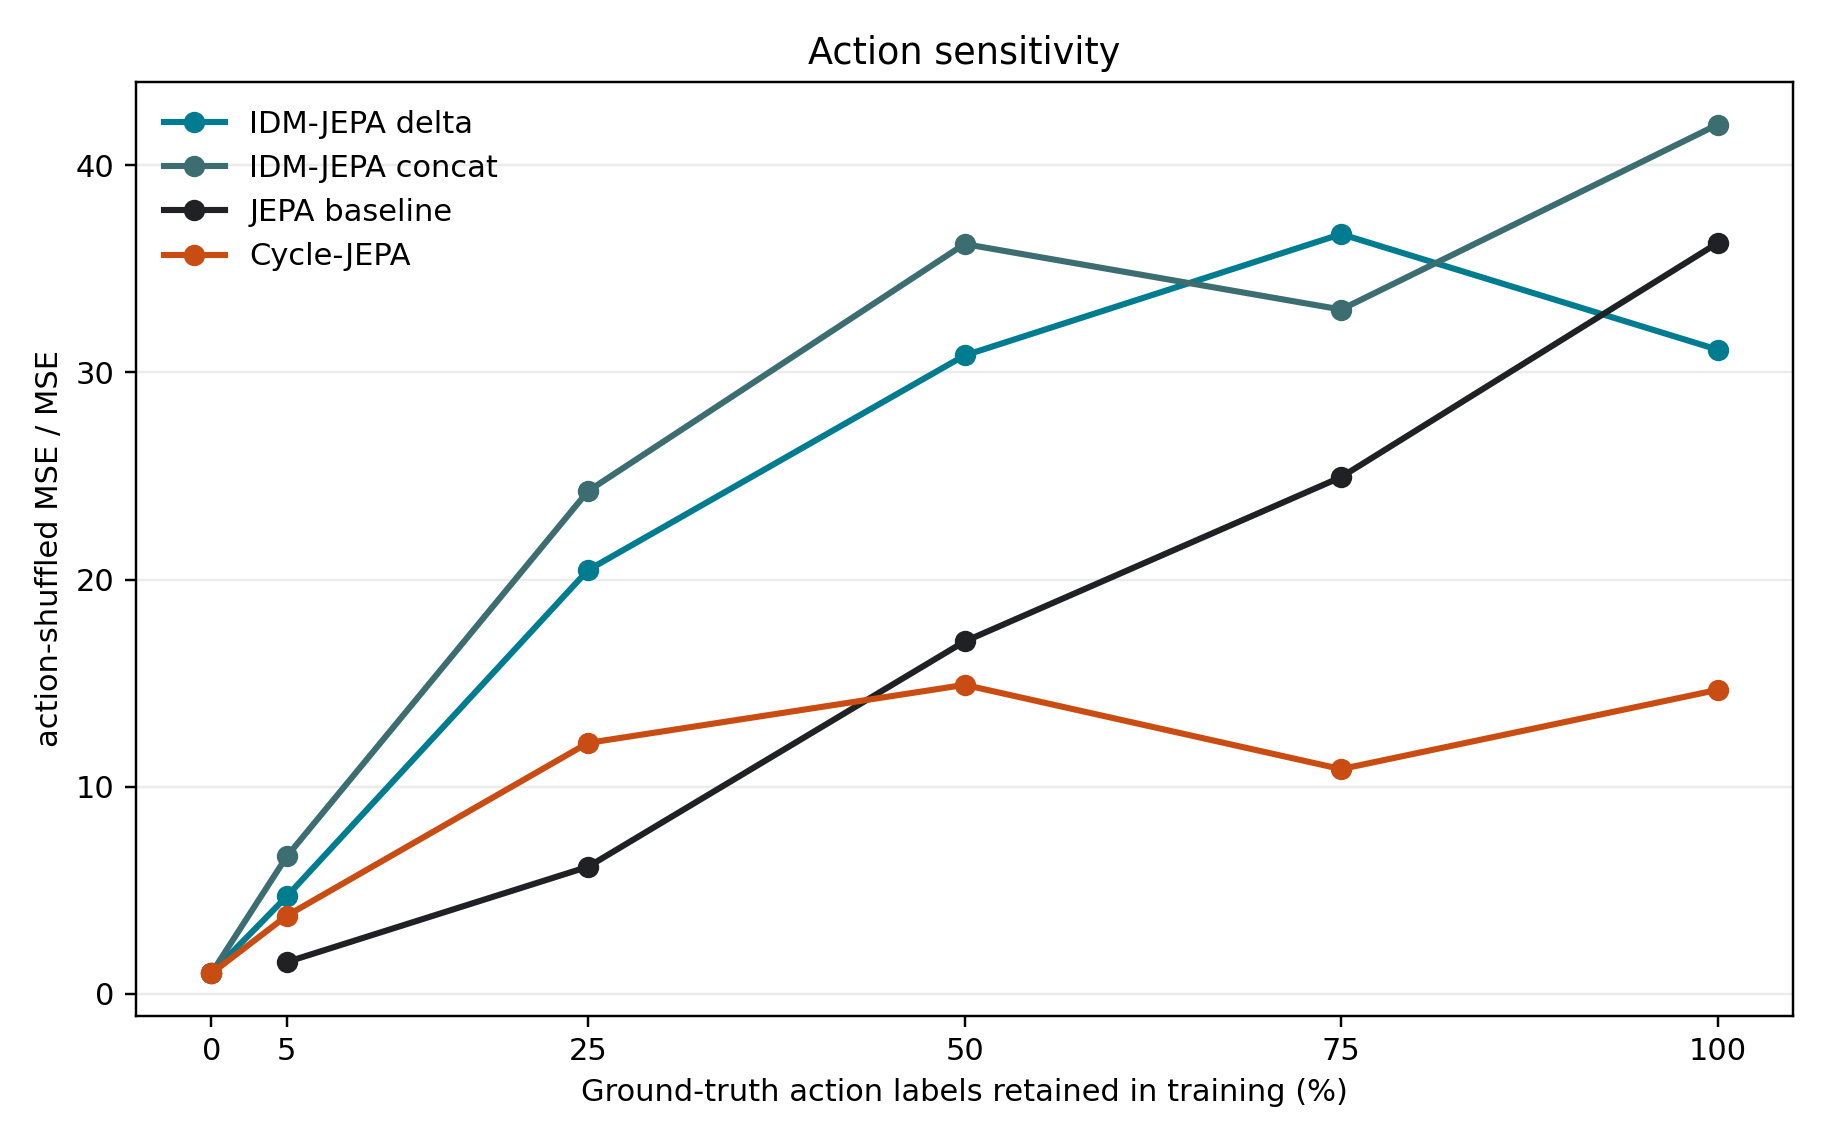 Action sensitivity
IDM-JEPA delta
IDM-JEPA concat
JEPA baseline
Cycle-JEPA
action-shuffled MSE / MSE
40
30
20
10
0
0 5 25 50 75 100
Ground-truth action labels retained in training (%)